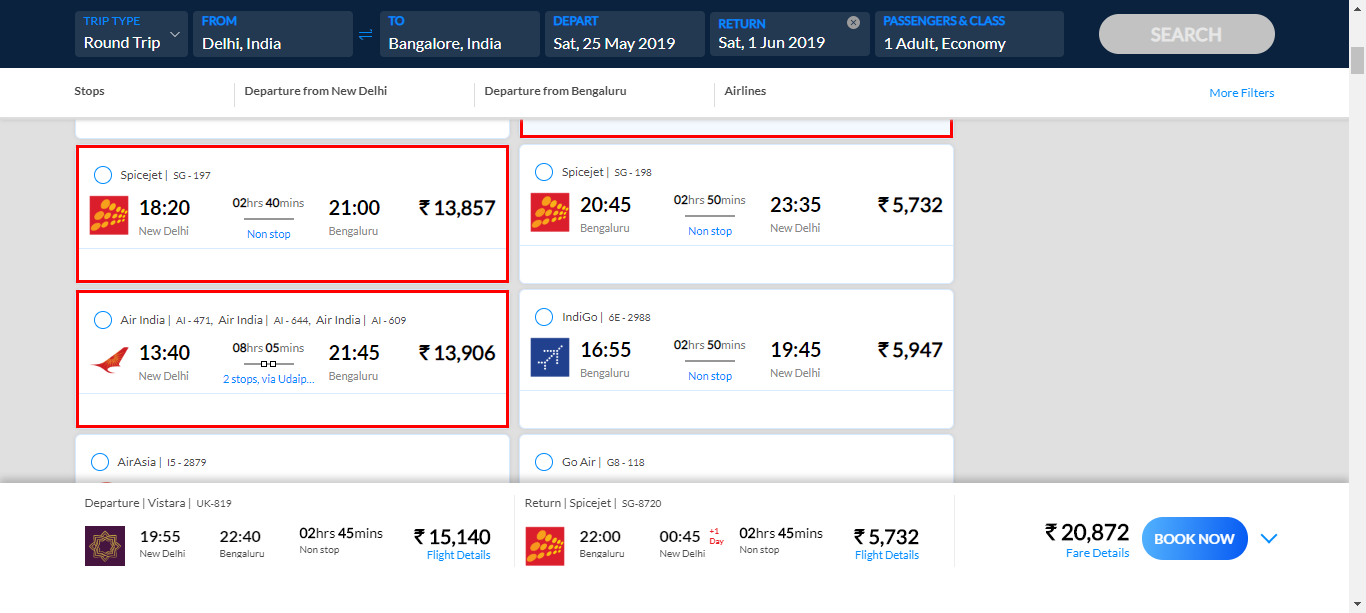 TRIP TYPE
Round Trip
FROM
Delhi, India
TO
Bangalore, India
DEPART
Sat, 25 May 2019
RETURN
Sat, 1 Jun 2019
PASSENGERS & CLASS
1 Adult, Economy
SEARCH
Stops
Departure from New Delhi
Departure from Bengaluru
Airlines
More Filters
Spicejet | SG - 197
18:20
New Delhi
02hrs 40mins
Non stop
21:00
Bengaluru
₹ 13,857
Spicejet | SG - 198
20:45
Bengaluru
02hrs 50mins
Non stop
23:35
New Delhi
₹ 5,732
Air India | AI - 471, Air India | AI - 644, Air India | AI - 609
13:40
New Delhi
08hrs 05mins
2 stops, via Udaip...
21:45
Bengaluru
₹ 13,906
IndiGo | 6E - 2988
16:55
Bengaluru
02hrs 50mins
Non stop
19:45
New Delhi
₹ 5,947
AirAsia | I5 - 2879
Go Air | G8 - 118
Departure | Vistara | UK-819
19:55
New Delhi
22:40
Bengaluru
02hrs 45mins
Non stop
₹ 15,140
Flight Details
Return | Spicejet | SG-8720
22:00
Bengaluru
00:45
+1
Day
New Delhi
02hrs 45mins
Non stop
₹ 5,732
Flight Details
₹ 20,872
Fare Details
BOOK NOW